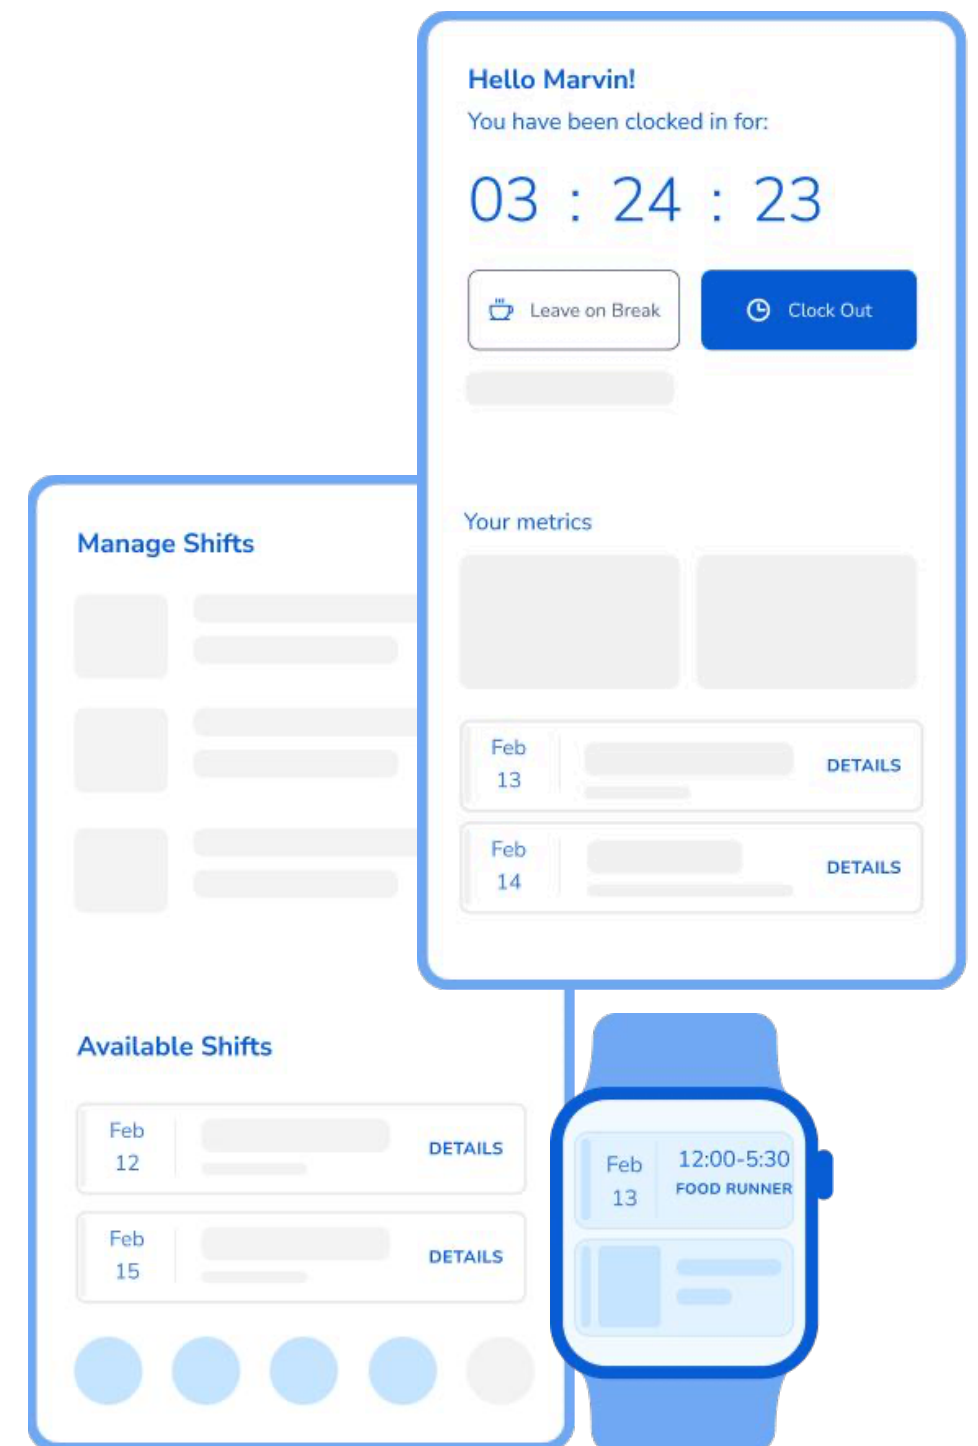 Hello Marvin!
You have been clocked in for:
03 : 24 : 23
Leave on Break
Clock Out
Your metrics
Feb
13
DETAILS
Feb
14
DETAILS
Manage Shifts
Available Shifts
Feb
12
DETAILS
Feb
15
DETAILS
Feb
13
12:00-5:30
FOOD RUNNER